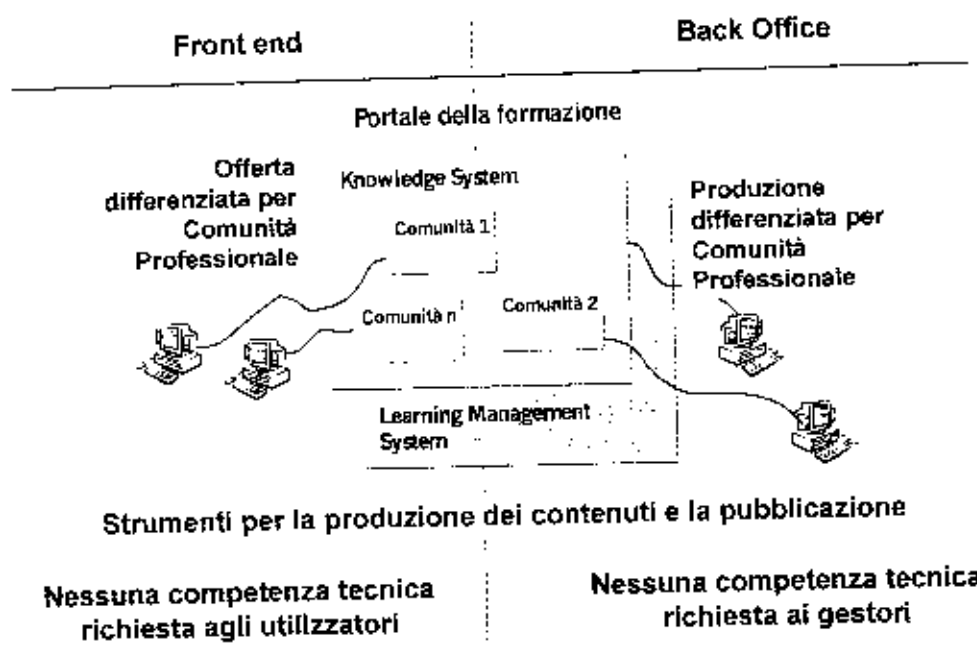 Front end
Back Office
Portale della formazione
Offerta
differenziata per
Comunità
Professionale
Knowledge System
Comunità 1
Comunità n
Comunità 2
Produzione
differenziata per
Comunità
Professionale
Learning Management
System
Strumenti per la produzione dei contenuti e la pubblicazione
Nessuna competenza tecnica
richiesta agli utilizzatori
Nessuna competenza tecnica
richiesta ai gestori